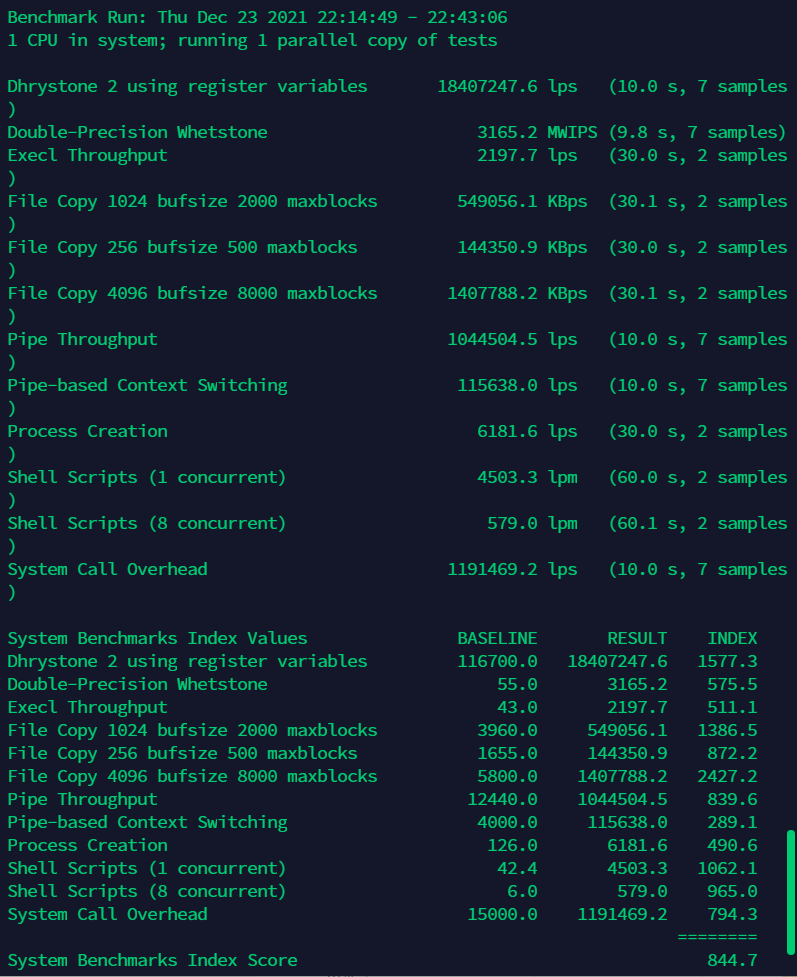 Benchmark Run: Thu Dec 23 2021 22:14:49 - 22:43:06
1 CPU in system; running 1 parallel copy of tests

Dhrystone 2 using register variables       18407247.6 lps   (10.0 s, 7 samples
)
Double-Precision Whetstone                     3165.2 MWIPS (9.8 s, 7 samples)
Execl Throughput                               2197.7 lps   (30.0 s, 2 samples
)
File Copy 1024 bufsize 2000 maxblocks        549056.1 KBps  (30.1 s, 2 samples
)
File Copy 256 bufsize 500 maxblocks          144350.9 KBps  (30.0 s, 2 samples
)
File Copy 4096 bufsize 8000 maxblocks       1407788.2 KBps  (30.1 s, 2 samples
)
Pipe Throughput                             1044504.5 lps   (10.0 s, 7 samples
)
Pipe-based Context Switching                 115638.0 lps   (10.0 s, 7 samples
)
Process Creation                               6181.6 lps   (30.0 s, 2 samples
)
Shell Scripts (1 concurrent)                   4503.3 lpm   (60.0 s, 2 samples
)
Shell Scripts (8 concurrent)                    579.0 lpm   (60.1 s, 2 samples
)
System Call Overhead                        1191469.2 lps   (10.0 s, 7 samples
)

System Benchmarks Index Values               BASELINE       RESULT    INDEX
Dhrystone 2 using register variables         116700.0   18407247.6   1577.3
Double-Precision Whetstone                       55.0       3165.2    575.5
Execl Throughput                                 43.0       2197.7    511.1
File Copy 1024 bufsize 2000 maxblocks          3960.0     549056.1   1386.5
File Copy 256 bufsize 500 maxblocks            1655.0     144350.9    872.2
File Copy 4096 bufsize 8000 maxblocks          5800.0    1407788.2   2427.2
Pipe Throughput                               12440.0    1044504.5    839.6
Pipe-based Context Switching                   4000.0     115638.0    289.1
Process Creation                                126.0       6181.6    490.6
Shell Scripts (1 concurrent)                     42.4       4503.3   1062.1
Shell Scripts (8 concurrent)                      6.0        579.0    965.0
System Call Overhead                          15000.0    1191469.2    794.3
                                                                   ========
System Benchmarks Index Score                                         844.7